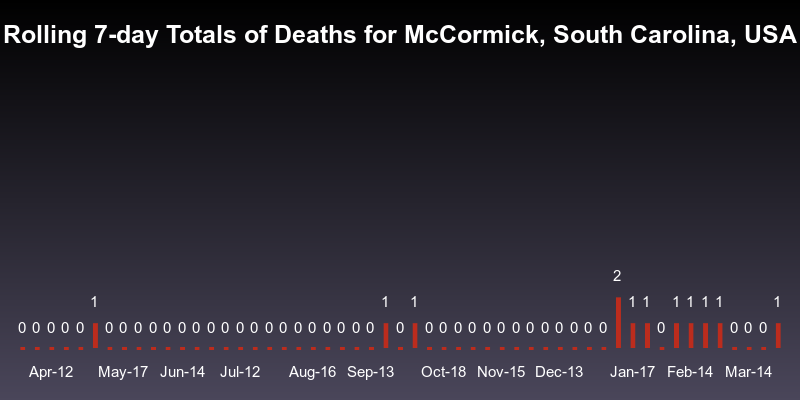 Rolling 7-day Totals of Deaths for McCormick, South Carolina, USA
2
1 1 1 1 1 1 1 1 1 1
0 0 0 0 0 0 0 0 0 0 0 0 0 0 0 0 0 0 0 0 0 0 0 0 0 0 0 0 0 0 0 0 0 0 0 0 0 0 0 0 0 0
Apr-12 May-17 Jun-14 Jul-12 Aug-16 Sep-13 Oct-18 Nov-15 Dec-13 Jan-17 Feb-14 Mar-14